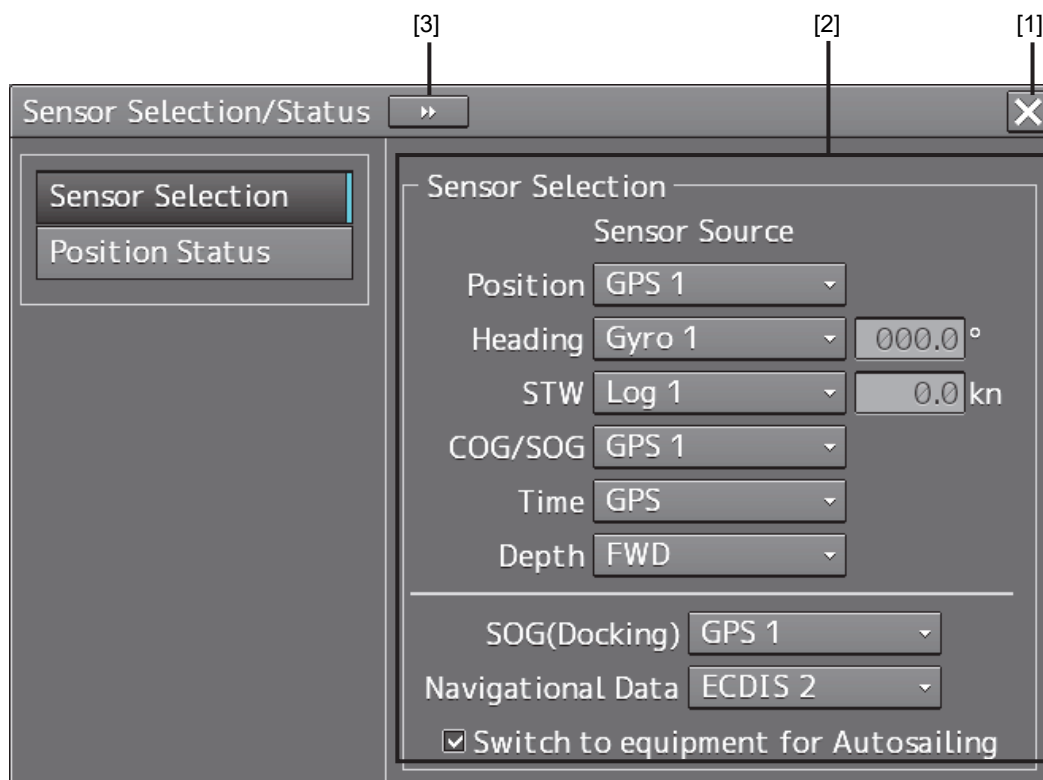 [3] [2] [1]
Sensor Selection/Status
Sensor Selection
Position Status
Sensor Selection
Sensor Source
Position GPS 1
Heading Gyro 1 000.0 °
STW Log 1 0.0 kn
COG/SOG GPS 1
Time GPS
Depth FWD
SOG(Docking) GPS 1
Navigational Data ECDIS 2
Switch to equipment for Autosailing